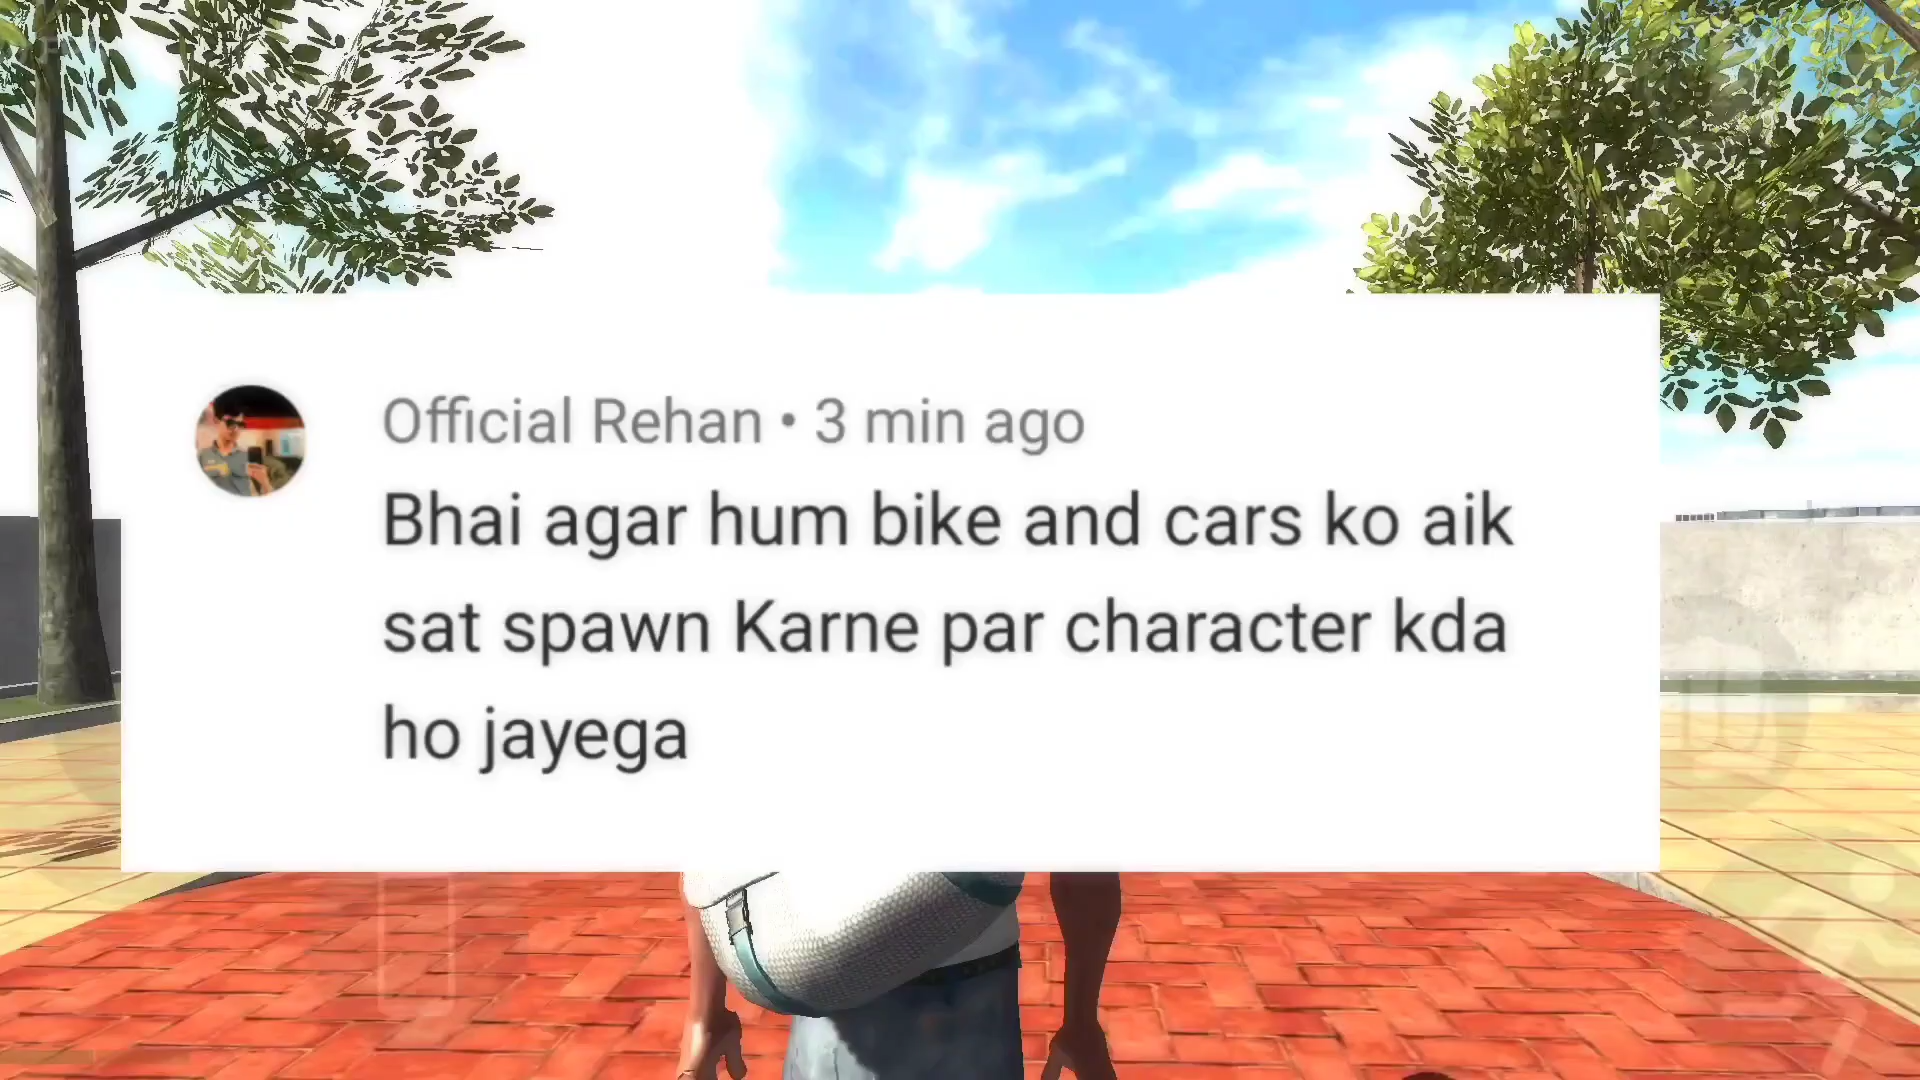 Official Rehan • 3 min ago
Bhai agar hum bike and cars ko aik
sat spawn Karne par character kda
ho jayega